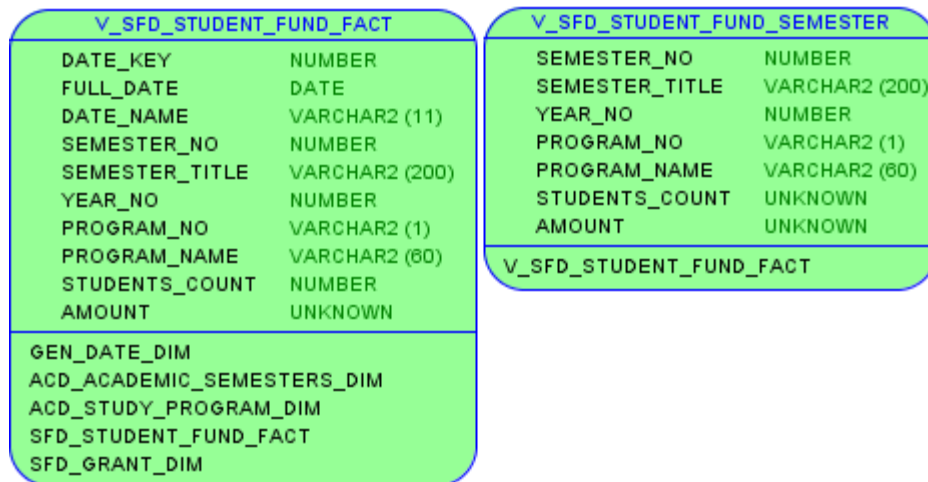 V_SFD_STUDENT_FUND_FACT
DATE_KEY NUMBER
FULL_DATE DATE
DATE_NAME VARCHAR2 (11)
SEMESTER_NO NUMBER
SEMESTER_TITLE VARCHAR2 (200)
YEAR_NO NUMBER
PROGRAM_NO VARCHAR2 (1)
PROGRAM_NAME VARCHAR2 (60)
STUDENTS_COUNT NUMBER
AMOUNT UNKNOWN
GEN_DATE_DIM
ACD_ACADEMIC_SEMESTERS_DIM
ACD_STUDY_PROGRAM_DIM
SFD_STUDENT_FUND_FACT
SFD_GRANT_DIM
V_SFD_STUDENT_FUND_SEMESTER
SEMESTER_NO NUMBER
SEMESTER_TITLE VARCHAR2 (200)
YEAR_NO NUMBER
PROGRAM_NO VARCHAR2 (1)
PROGRAM_NAME VARCHAR2 (60)
STUDENTS_COUNT UNKNOWN
AMOUNT UNKNOWN
V_SFD_STUDENT_FUND_FACT